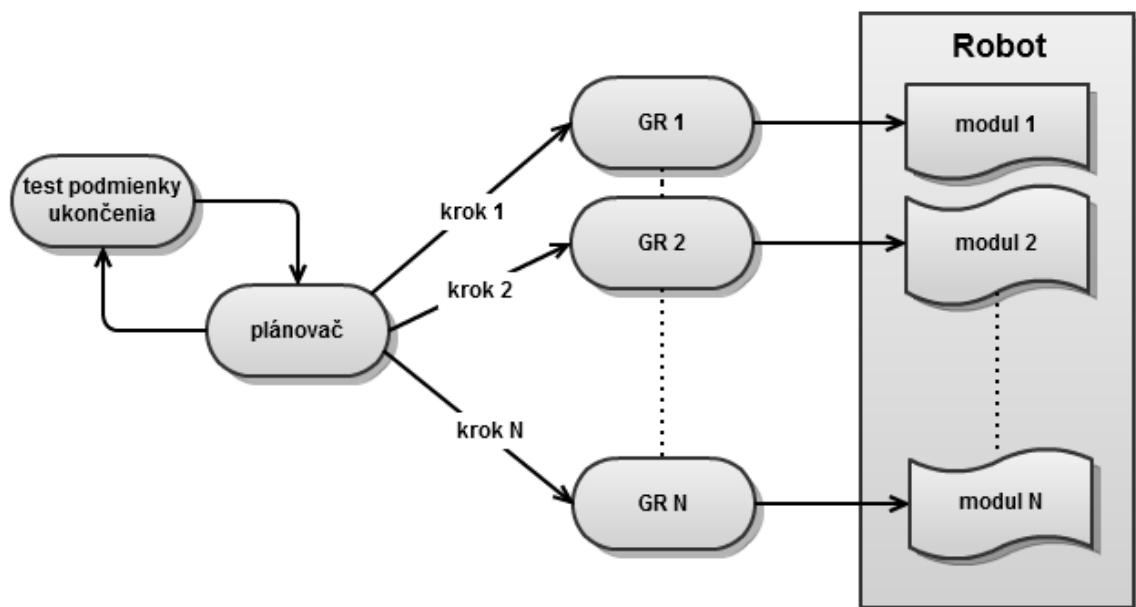 Robot
GR 1
modul 1
test podmienky
ukončenia
krok 1
GR 2
modul 2
krok 2
plánovač
krok N
GR N
modul N